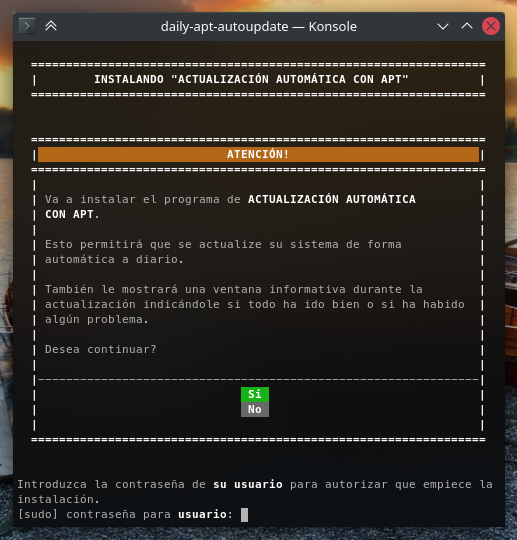 daily-apt-autoupdate — Konsole
INSTALANDO "ACTUALIZACIÓN AUTOMÁTICA CON APT"
ATENCIÓN!
Va a instalar el programa de ACTUALIZACIÓN AUTOMÁTICA
CON APT.
Esto permitirá que se actualize su sistema de forma
automática a diario.
También le mostrará una ventana informativa durante la
actualización indicándole si todo ha ido bien o si ha habido
algún problema.
Desea continuar?
Si
No
Introduzca la contraseña de su usuario para autorizar que empiece la
instalación.
[sudo] contraseña para usuario: